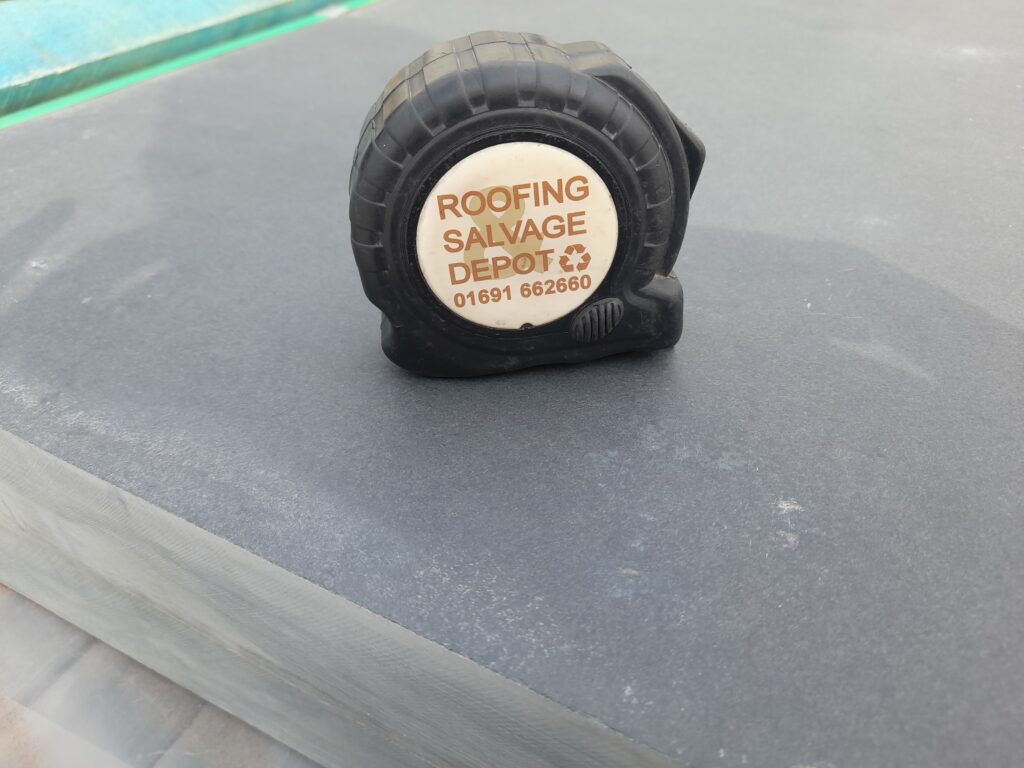 ROOFING
SALVAGE
DEPOT
01691 662660